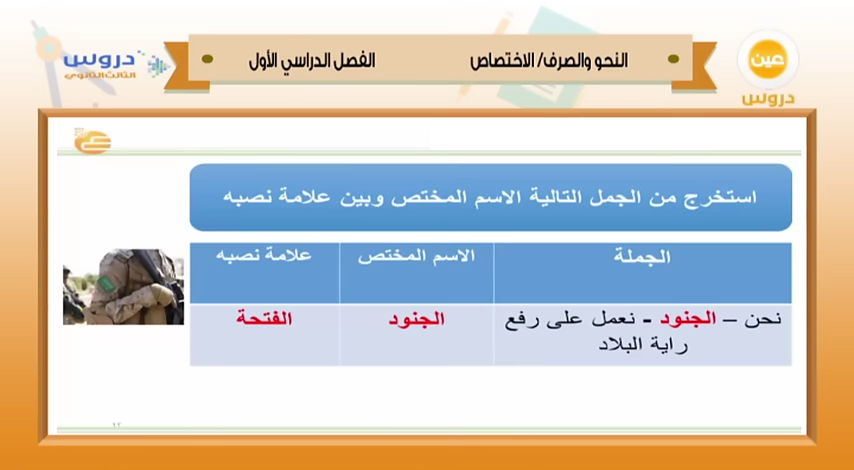 النحو والصرف/ الاختصاص
الفصل الدراسي الأول
دروس
الثالث الثانوي
عين
دروس
استخرج من الجمل التالية الاسم المختص وبين علامة نصبه
الجملة
الاسم المختص
علامة نصبه
نحن – الجنود - نعمل على رفع
راية البلاد
الجنود
الفتحة
١٢